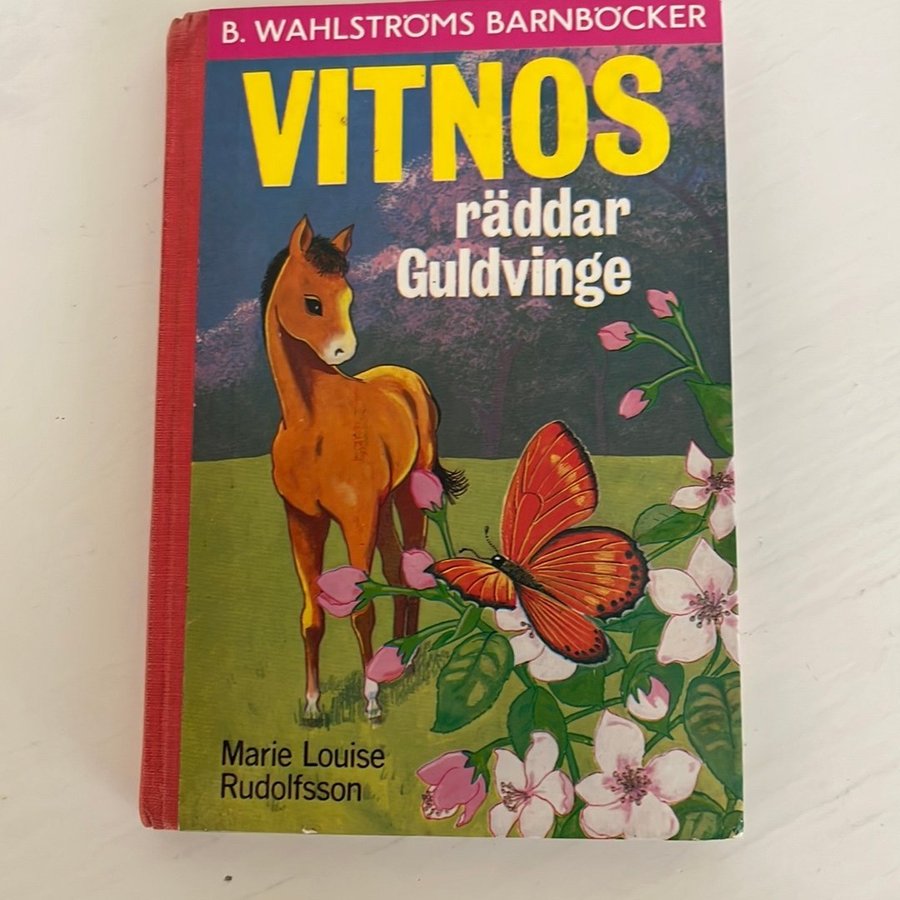 B. WAHLSTRÖMS BARNBÖCKER
VITNOS
räddar
Guldvinge
Marie Louise
Rudolfsson